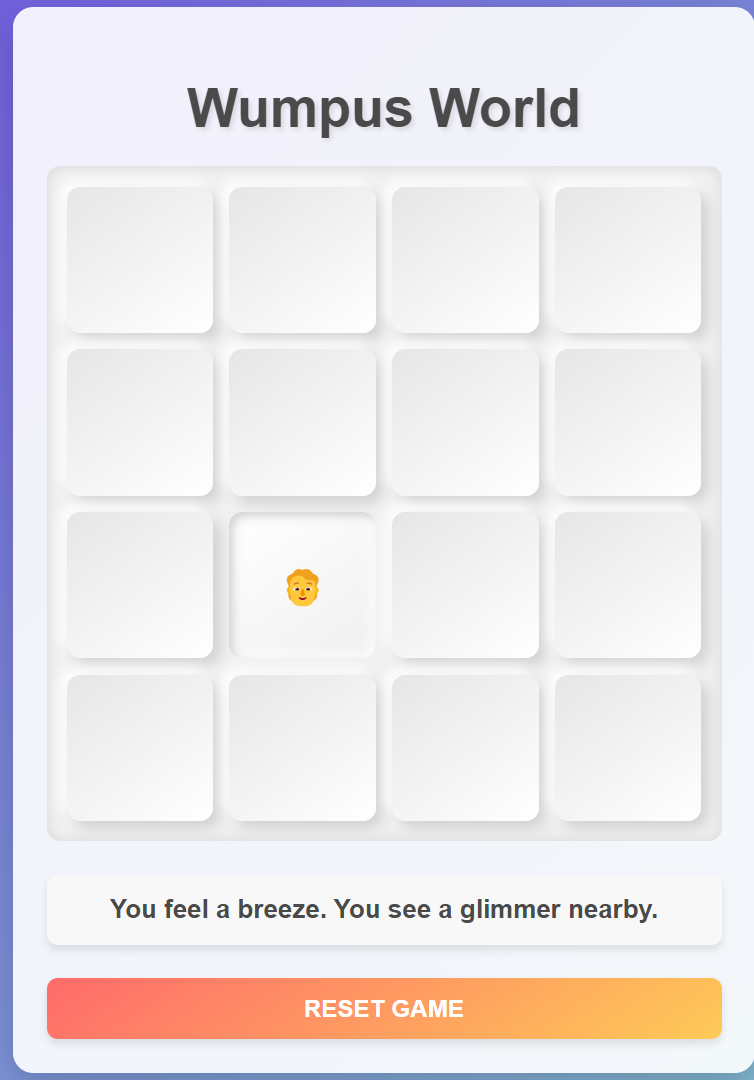 Wumpus World
You feel a breeze. You see a glimmer nearby.
RESET GAME